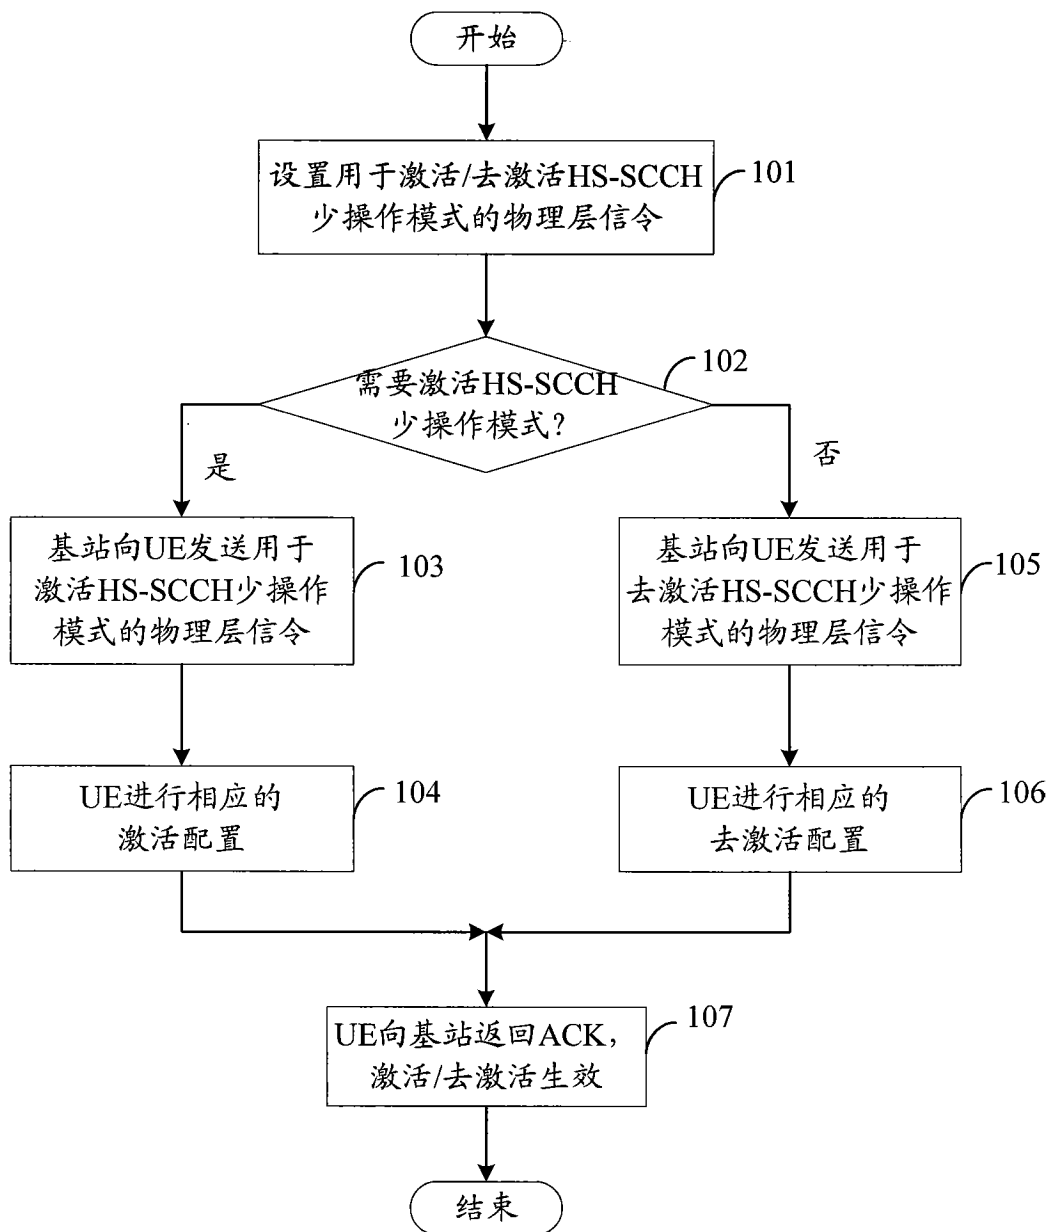 开始
设置用于激活/去激活HS-SCCH
少操作模式的物理层信令
101
需要激活HS-SCCH
少操作模式?
102
是
否
基站向UE发送用于
激活HS-SCCH少操作
模式的物理层信令
103
基站向UE发送用于
去激活HS-SCCH少操作
模式的物理层信令
105
UE进行相应的
激活配置
104
UE进行相应的
去激活配置
106
UE向基站返回ACK,
激活/去激活生效
107
结束